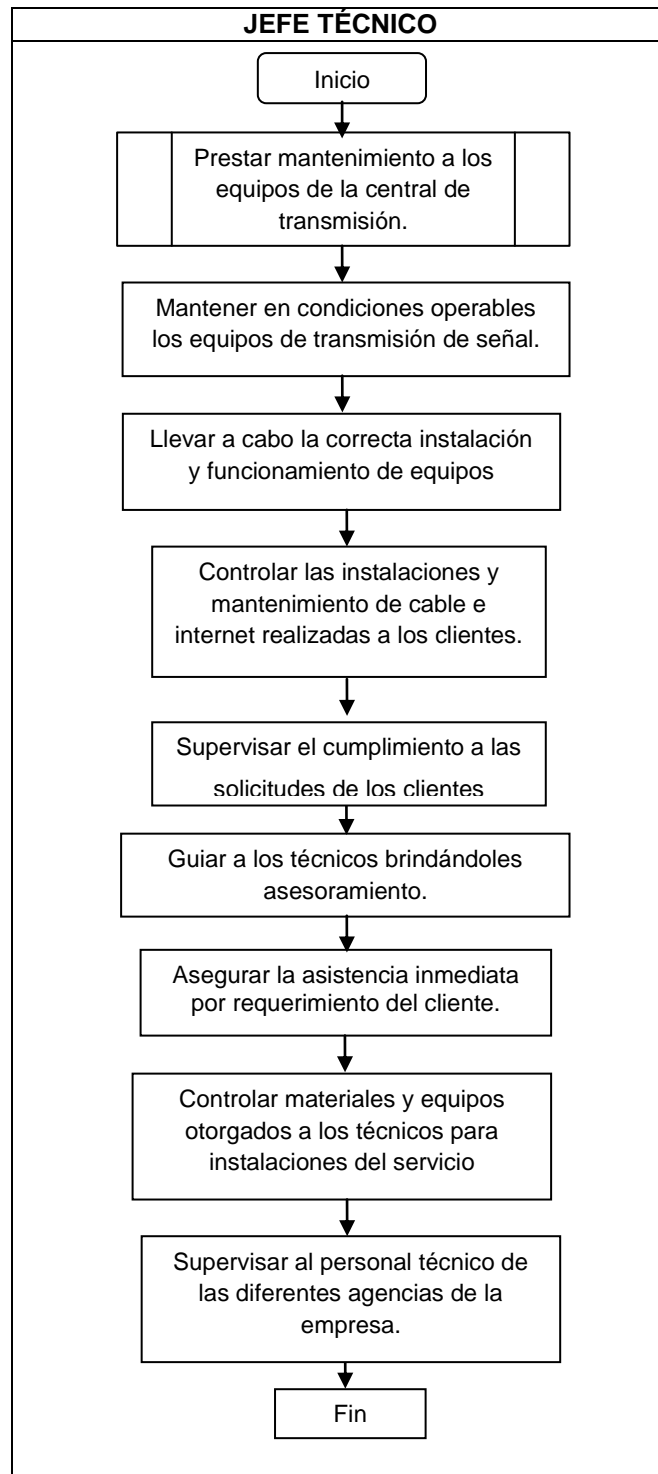 JEFE TÉCNICO
Inicio
Prestar mantenimiento a los
equipos de la central de
transmisión.
Mantener en condiciones operables
los equipos de transmisión de señal.
Llevar a cabo la correcta instalación
y funcionamiento de equipos
Controlar las instalaciones y
mantenimiento de cable e
internet realizadas a los clientes.
Supervisar el cumplimiento a las
solicitudes de los clientes
Guiar a los técnicos brindándoles
asesoramiento.
Asegurar la asistencia inmediata
por requerimiento del cliente.
Controlar materiales y equipos
otorgados a los técnicos para
instalaciones del servicio
Supervisar al personal técnico de
las diferentes agencias de la
empresa.
Fin